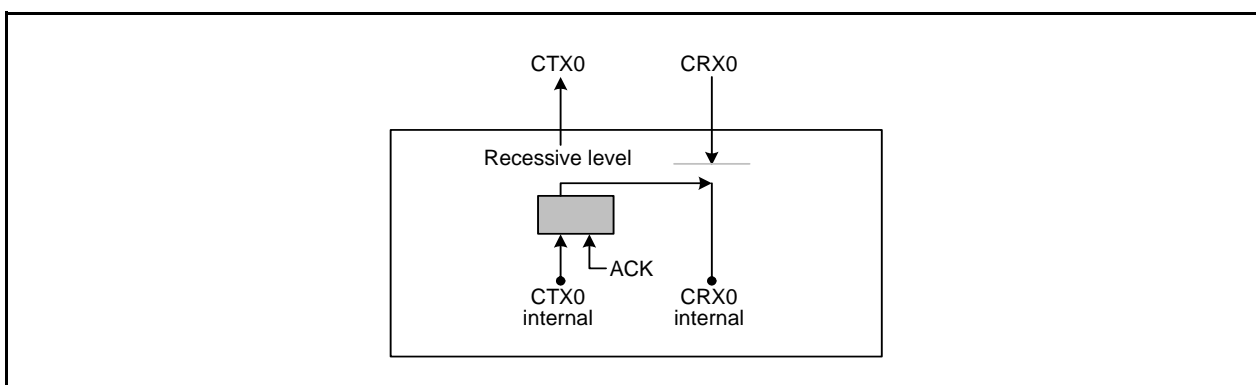 CTX0
CRX0
Recessive level
ACK
CTX0
internal
CRX0
internal